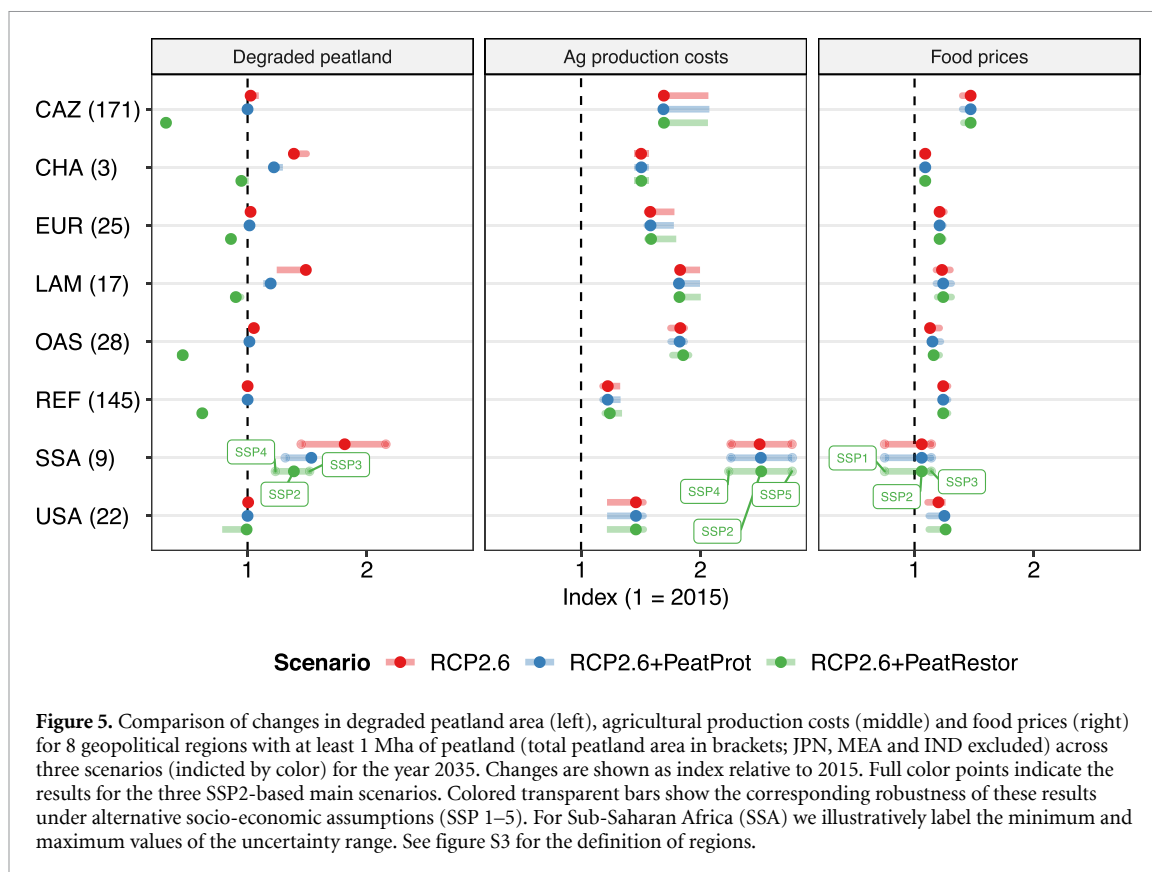 Degraded peatland
Ag production costs
Food prices
CAZ (171)
CHA (3)
EUR (25)
LAM (17)
OAS (28)
REF (145)
SSA (9)
USA (22)
SSP4
SSP3
SSP2
SSP4
SSP5
SSP2
SSP1
SSP3
SSP2
1 2
1 2
1 2
Index (1 = 2015)
Scenario RCP2.6 RCP2.6+PeatProt RCP2.6+PeatRestor
Figure 5. Comparison of changes in degraded peatland area (left), agricultural production costs (middle) and food prices (right)
for 8 geopolitical regions with at least 1 Mha of peatland (total peatland area in brackets; JPN, MEA and IND excluded) across
three scenarios (indicted by color) for the year 2035. Changes are shown as index relative to 2015. Full color points indicate the
results for the three SSP2-based main scenarios. Colored transparent bars show the corresponding robustness of these results
under alternative socio-economic assumptions (SSP 1–5). For Sub-Saharan Africa (SSA) we illustratively label the minimum and
maximum values of the uncertainty range. See figure S3 for the definition of regions.